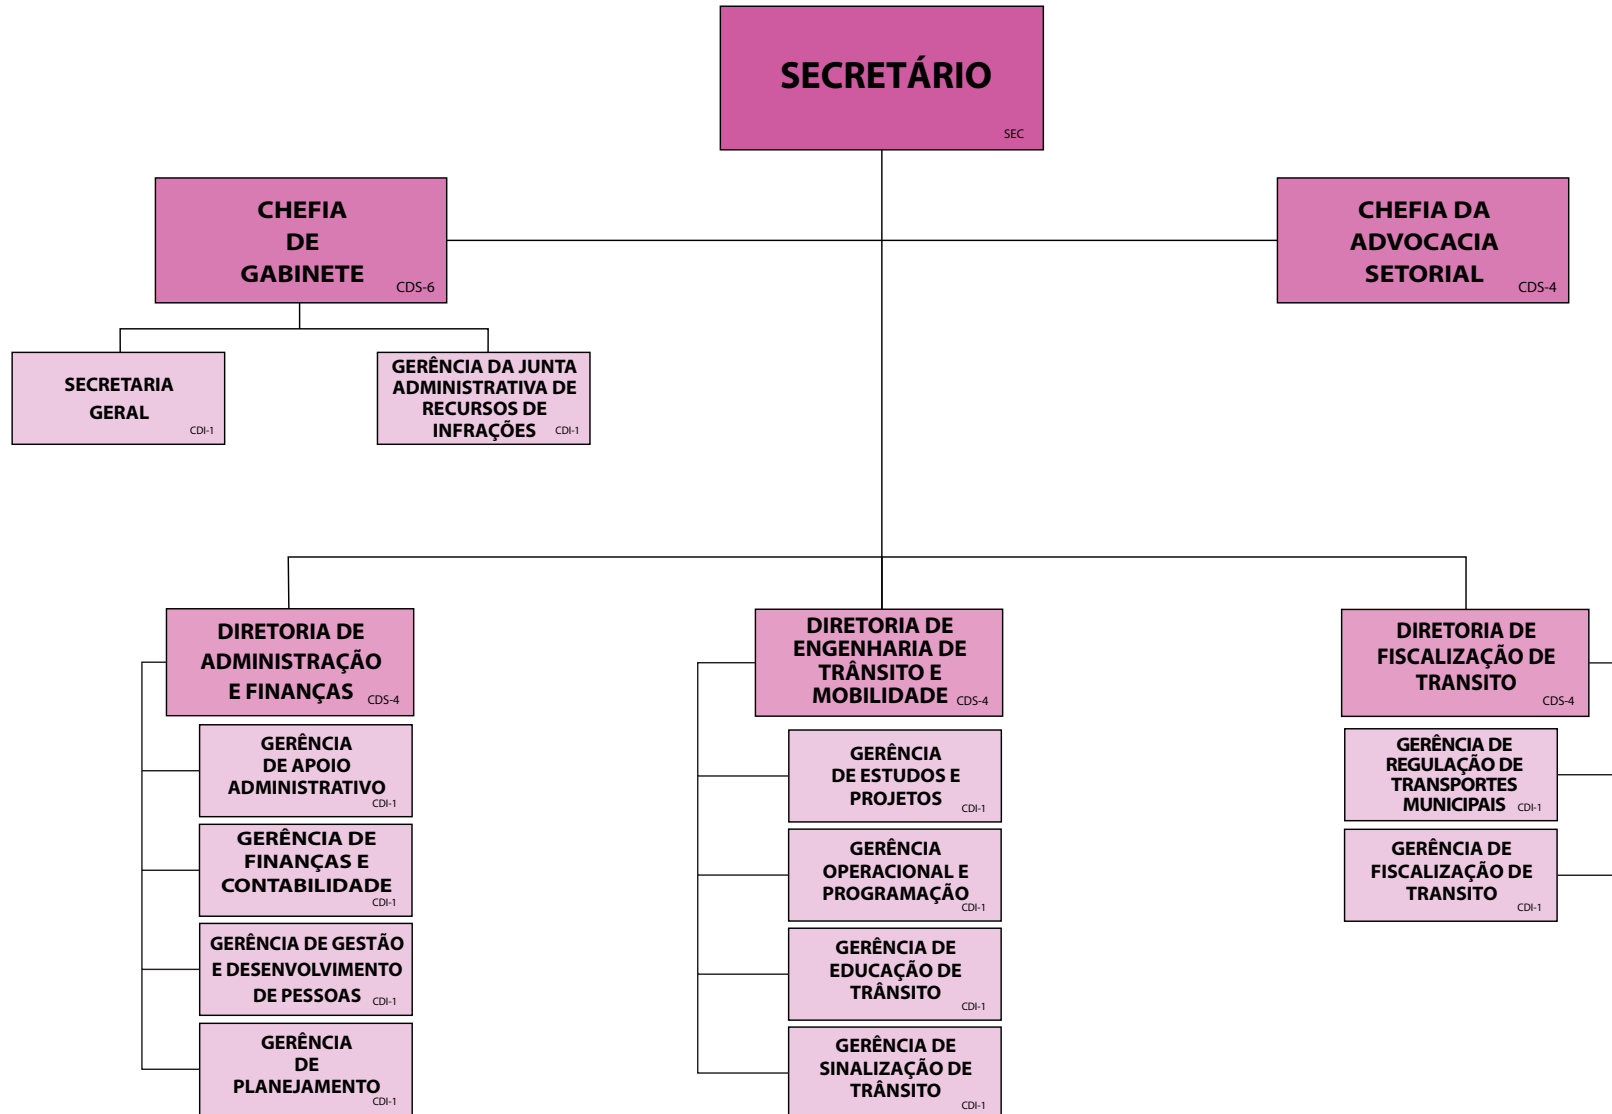 SECRETÁRIO
SEC
CHEFIA
DE
GABINETE
CDS-6
CHEFIA DA
ADVOCACIA
SETORIAL
CDS-4
SECRETARIA
GERAL
CDI-1
GERÊNCIA DA JUNTA
ADMINISTRATIVA DE
RECURSOS DE
INFRAÇÕES CDI-1
DIRETORIA DE
ADMINISTRAÇÃO
E FINANÇAS CDS-4
GERÊNCIA
DE APOIO
ADMINISTRATIVO
CDI-1
GERÊNCIA DE
FINANÇAS E
CONTABILIDADE
CDI-1
GERÊNCIA DE GESTÃO
E DESENVOLVIMENTO
DE PESSOAS CDI-1
GERÊNCIA
DE
PLANEJAMENTO
CDI-1
DIRETORIA DE
ENGENHARIA DE
TRÂNSITO E
MOBILIDADE CDS-4
GERÊNCIA
DE ESTUDOS E
PROJETOS CDI-1
GERÊNCIA
OPERACIONAL E
PROGRAMAÇÃO
CDI-1
GERÊNCIA DE
EDUCAÇÃO DE
TRÂNSITO
CDI-1
GERÊNCIA DE
SINALIZAÇÃO DE
TRÂNSITO
CDI-1
DIRETORIA DE
FISCALIZAÇÃO DE
TRANSITO
CDS-4
GERÊNCIA DE
REGULAÇÃO DE
TRANSPORTES
MUNICIPAIS CDI-1
GERÊNCIA DE
FISCALIZAÇÃO DE
TRANSITO
CDI-1